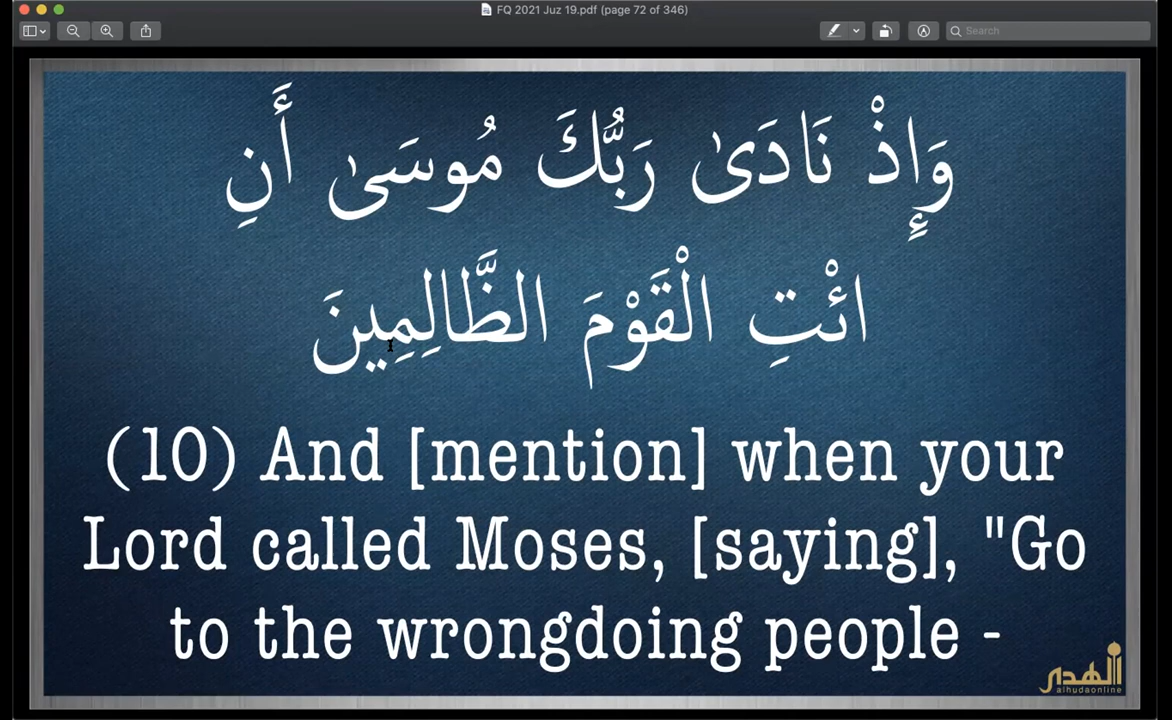 FQ 2021 Juz 19.pdf (page 72 of 346)
Search
وَإِذْ نَادَىٰ رَبُّكَ مُوسَىٰ أَنِ
ائْتِ الْقَوْمَ الظَّالِمِينَ
(10) And [mention] when your
Lord called Moses, [saying], "Go
to the wrongdoing people -
الهدى
alhudaonline